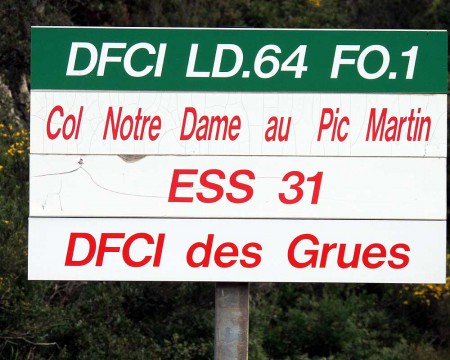 DFCI LD.64 FO.1
Col Notre Dame au Pic Martin
ESS 31
DFCI des Grues